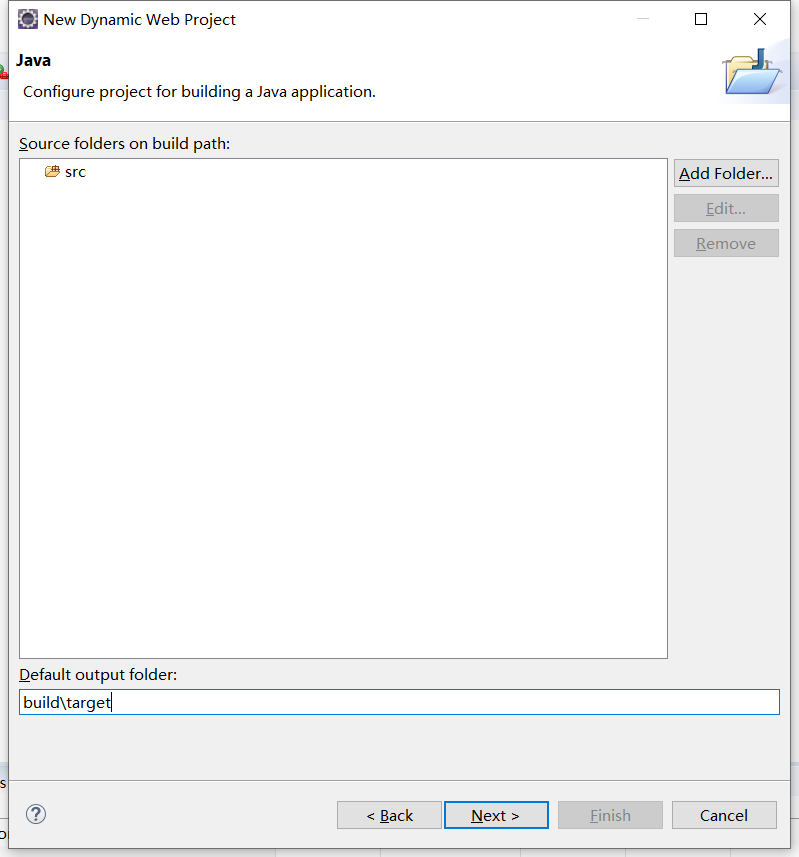 New Dynamic Web Project
Java
Configure project for building a Java application.
Source folders on build path:
src
Add Folder...
Edit...
Remove
Default output folder:
build\target
< Back
Next >
Finish
Cancel